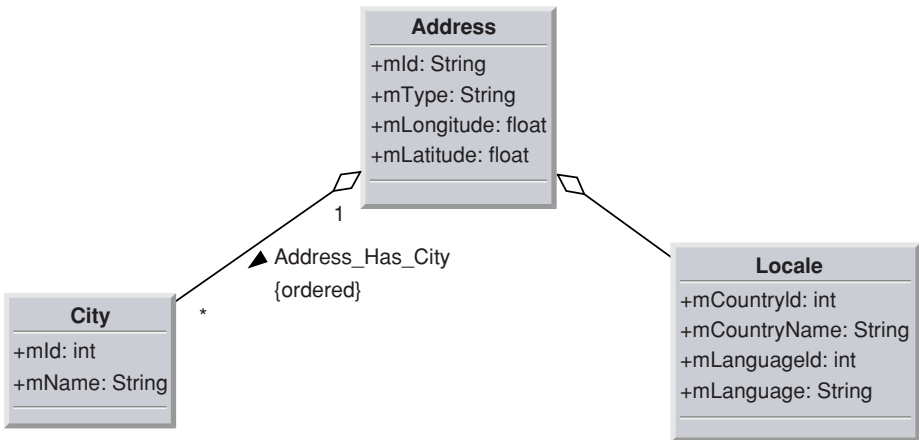 Address
+mId: String
+mType: String
+mLongitude: float
+mLatitude: float
1
Address_Has_City
{ordered}
*
City
+mId: int
+mName: String
Locale
+mCountryId: int
+mCountryName: String
+mLanguageId: int
+mLanguage: String